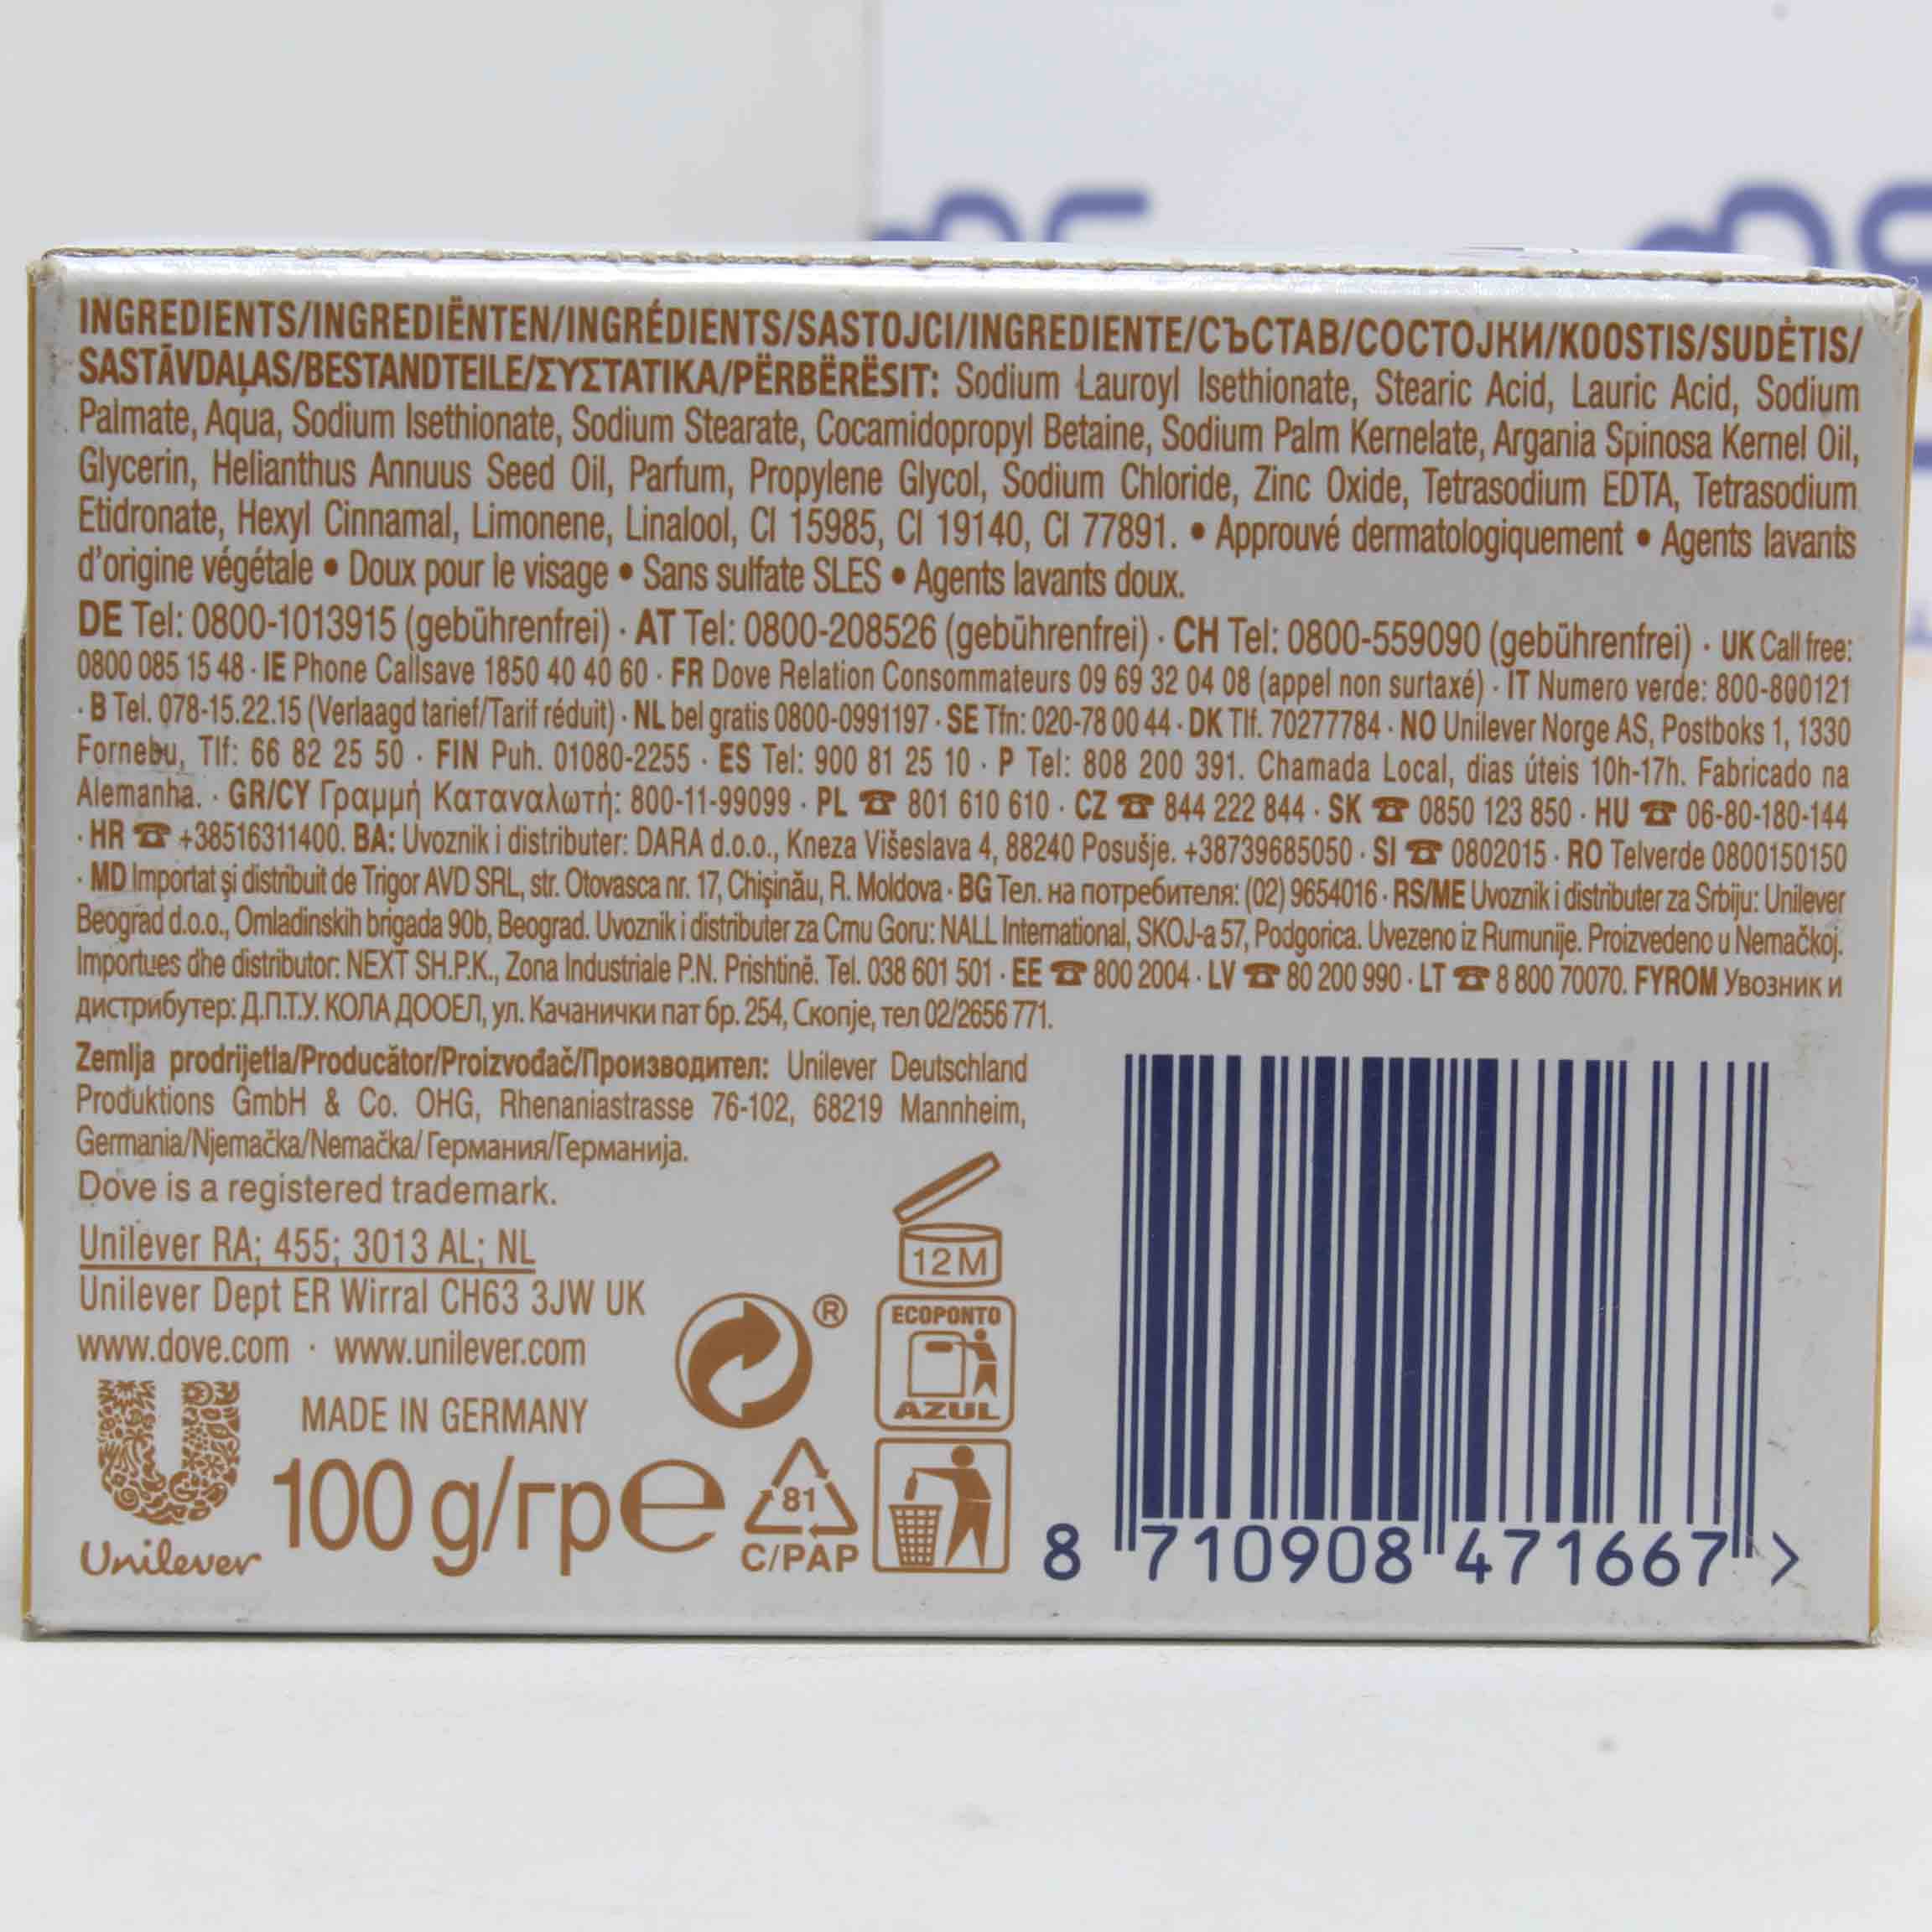 INGREDIENTS/INGREDIËNTEN/INGRÉDIENTS/SASTOJCI/INGREDIENTE/СЪСТАВ/СОСТОЈКИ/KOOSTIS/SUDĖTIS/
SASTĀVDAĻAS/BESTANDTEILE/ΣΥΣΤΑΤΙΚΑ/PËRBËRËSIT: Sodium Lauroyl Isethionate, Stearic Acid, Lauric Acid, Sodium
Palmate, Aqua, Sodium Isethionate, Sodium Stearate, Cocamidopropyl Betaine, Sodium Palm Kernelate, Argania Spinosa Kernel Oil,
Glycerin, Helianthus Annuus Seed Oil, Parfum, Propylene Glycol, Sodium Chloride, Zinc Oxide, Tetrasodium EDTA, Tetrasodium
Etidronate, Hexyl Cinnamal, Limonene, Linalool, CI 15985, CI 19140, CI 77891. • Approuvé dermatologiquement • Agents lavants
d'origine végétale • Doux pour le visage • Sans sulfate SLES • Agents lavants doux.
DE Tel: 0800-1013915 (gebührenfrei) · AT Tel: 0800-208526 (gebührenfrei) · CH Tel: 0800-559090 (gebührenfrei) · UK Call free:
0800 085 15 48 · IE Phone Callsave 1850 40 40 60 · FR Dove Relation Consommateurs 09 69 32 04 08 (appel non surtaxé) · IT Numero verde: 800-800121
· B Tel. 078-15.22.15 (Verlaagd tarief/Tarif réduit) · NL bel gratis 0800-0991197 · SE Tfn: 020-78 00 44 · DK Tlf. 70277784 · NO Unilever Norge AS, Postboks 1, 1330
Fornebu, Tlf: 66 82 25 50 · FIN Puh. 01080-2255 · ES Tel: 900 81 25 10 · P Tel: 808 200 391. Chamada Local, dias úteis 10h-17h. Fabricado na
Alemanha. · GR/CY Γραμμή Καταναλωτή: 800-11-99099 · PL ☎ 801 610 610 · CZ ☎ 844 222 844 · SK ☎ 0850 123 850 · HU ☎ 06-80-180-144
· HR ☎ +38516311400. BA: Uvoznik i distributer: DARA d.o.o., Kneza Višeslava 4, 88240 Posušje. +38739685050 · SI ☎ 0802015 · RO Telverde 0800150150
· MD Importat şi distribuit de Trigor AVD SRL, str. Otovasca nr. 17, Chişinău, R. Moldova · BG Тел. на потребителя: (02) 9654016 · RS/ME Uvoznik i distributer za Srbiju: Unilever
Beograd d.o.o., Omladinskih brigada 90b, Beograd. Uvoznik i distributer za Crnu Goru: NALL International, SKOJ-a 57, Podgorica. Uvezeno iz Rumunije. Proizvedeno u Nemačkoj.
Importues dhe distributor: NEXT SH.P.K., Zona Industriale P.N. Prishtinë. Tel. 038 601 501 · EE ☎ 800 2004 · LV ☎ 80 200 990 · LT ☎ 8 800 70070. FYROM Увозник и
дистрибутер: Д.П.Т.У. КОЛА ДООЕЛ, ул. Качанички пат бр. 254, Скопје, тел 02/2656 771.
Zemlja prodrijetla/Producător/Proizvođač/Производител: Unilever Deutschland
Produktions GmbH & Co. OHG, Rhenaniastrasse 76-102, 68219 Mannheim,
Germania/Njemačka/Nemačka/Германия/Германија.
Dove is a registered trademark.
Unilever RA; 455; 3013 AL; NL
Unilever Dept ER Wirral CH63 3JW UK
www.dove.com · www.unilever.com
MADE IN GERMANY
100 g/гр ℮
Unilever
®
12M
ECOPONTO
AZUL
81
C/PAP
8 710908 471667 >